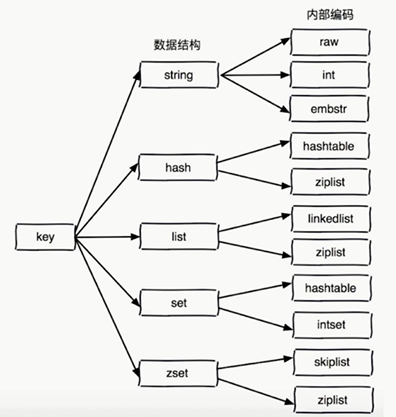 内部编码
数据结构
raw
string
int
embstr
hashtable
hash
ziplist
linkedlist
key
list
ziplist
hashtable
set
intset
skiplist
zset
ziplist